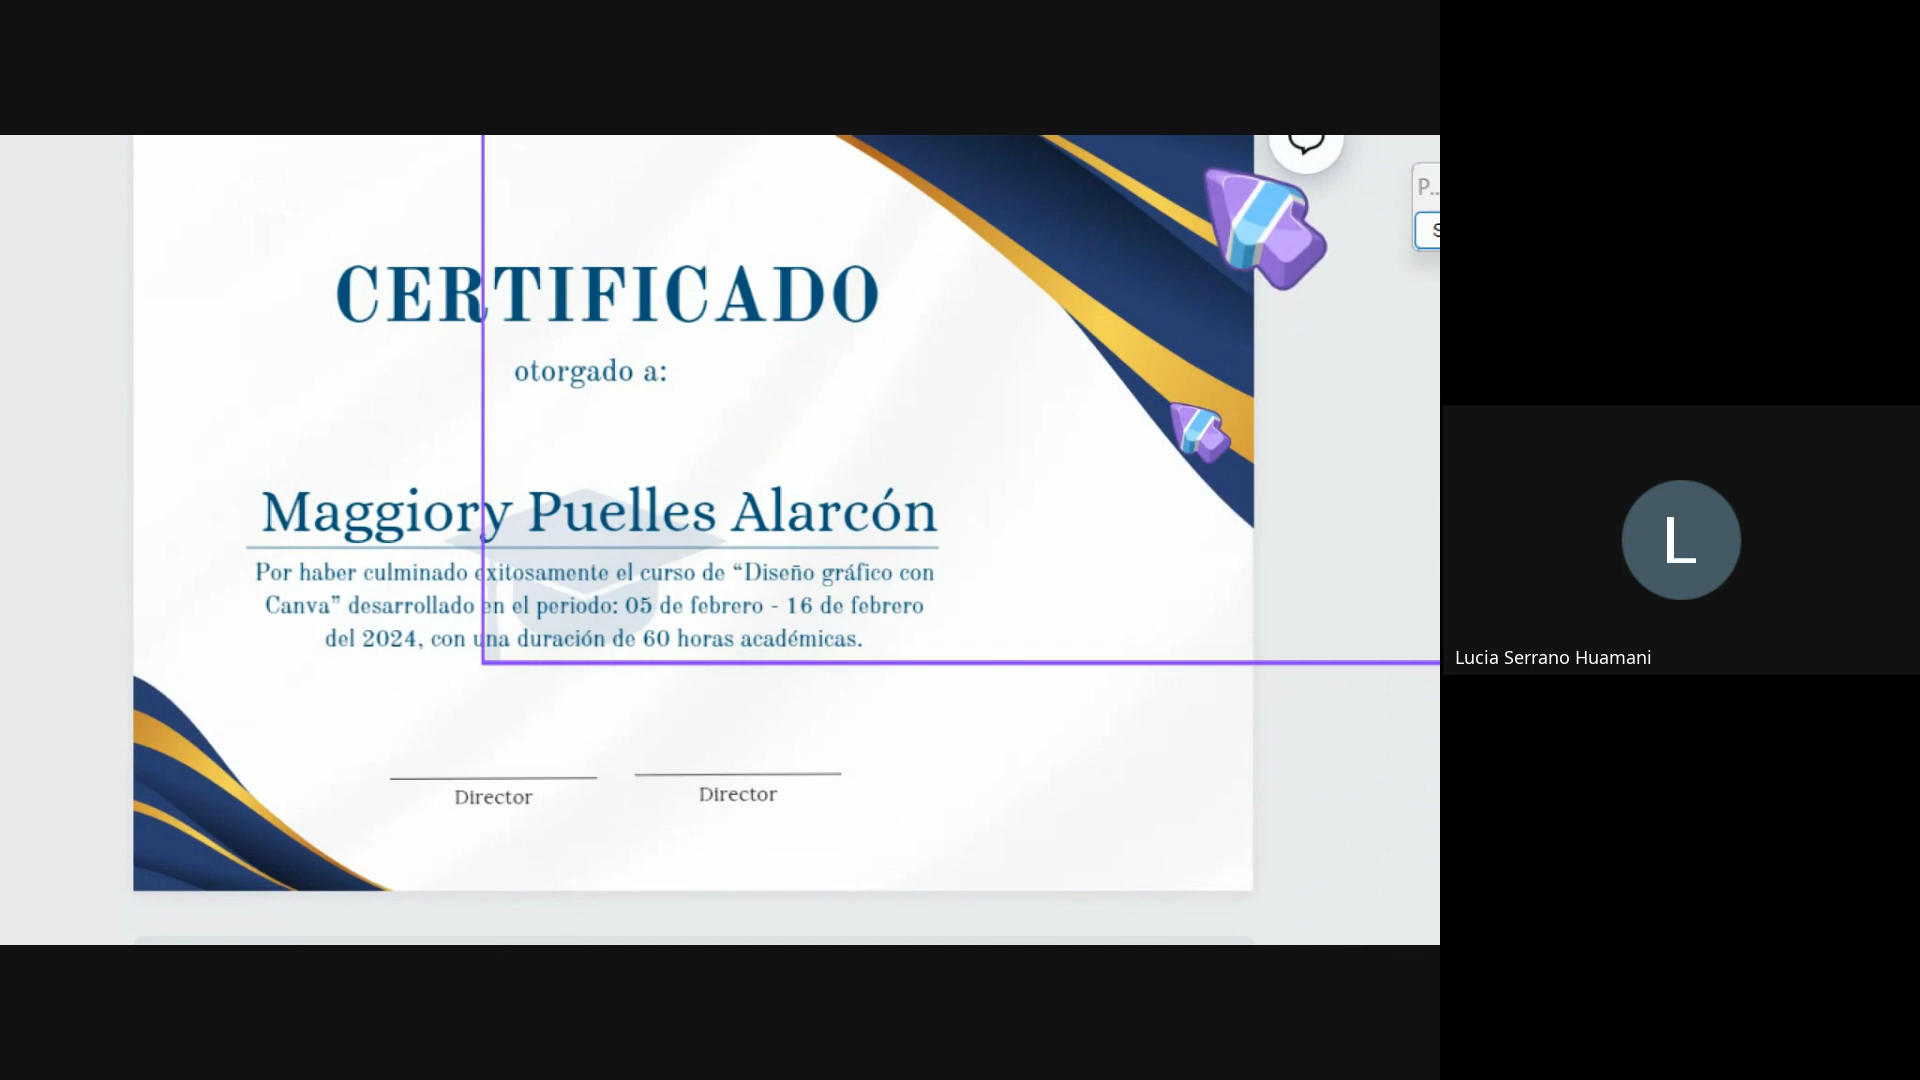 CERTIFICADO
otorgado a:
Maggiory Puelles Alarcón
Por haber culminado exitosamente el curso de “Diseño gráfico con
Canva” desarrollado en el periodo: 05 de febrero - 16 de febrero
del 2024, con una duración de 60 horas académicas.
Director
Director
P...
S
L
Lucia Serrano Huamani